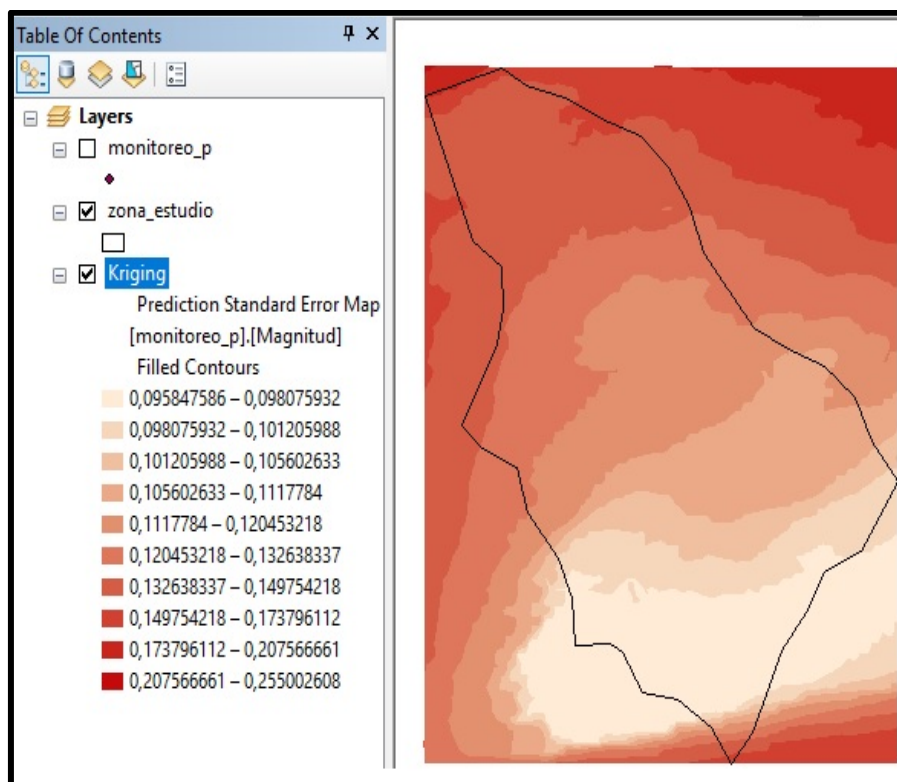 Table Of Contents
Layers
monitoreo_p
zona_estudio
Kriging
Prediction Standard Error Map
[monitoreo_p].[Magnitud]
Filled Contours
0,095847586 – 0,098075932
0,098075932 – 0,101205988
0,101205988 – 0,105602633
0,105602633 – 0,1117784
0,1117784 – 0,120453218
0,120453218 – 0,132638337
0,132638337 – 0,149754218
0,149754218 – 0,173796112
0,173796112 – 0,207566661
0,207566661 – 0,255002608